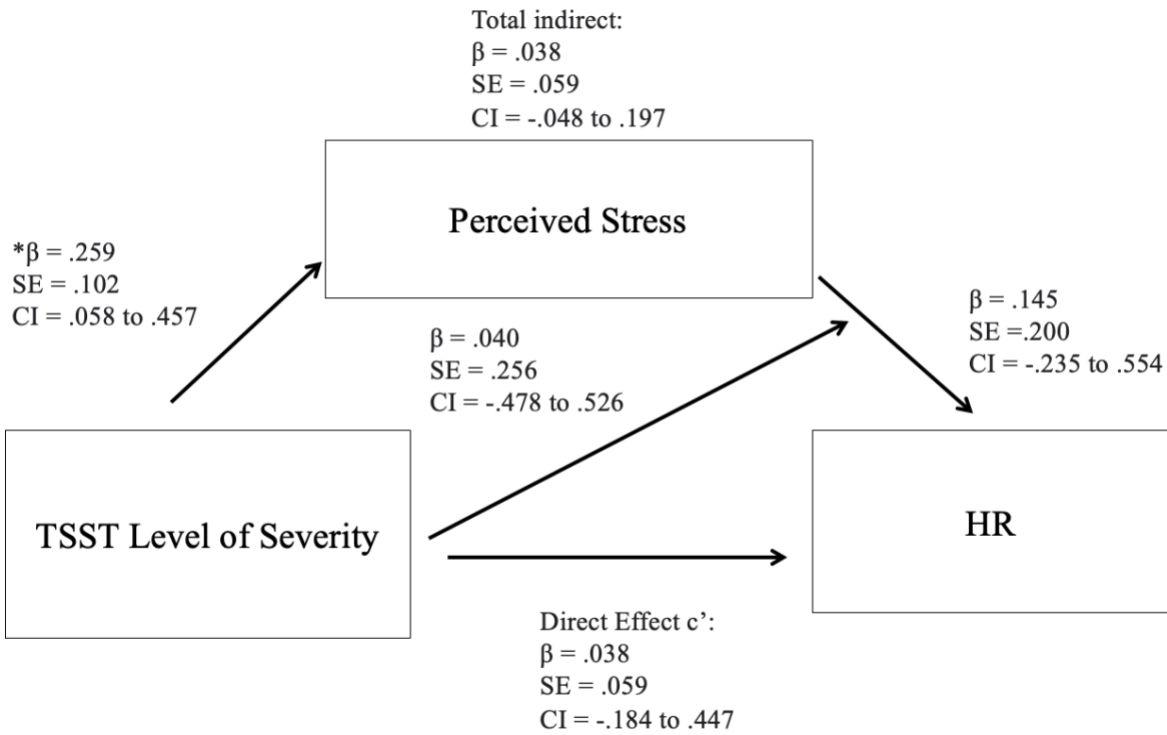 Total indirect:
β = .038
SE = .059
CI = -.048 to .197
Perceived Stress
*β = .259
SE = .102
CI = .058 to .457
β = .040
SE = .256
CI = -.478 to .526
β = .145
SE =.200
CI = -.235 to .554
TSST Level of Severity
HR
Direct Effect c’:
β = .038
SE = .059
CI = -.184 to .447